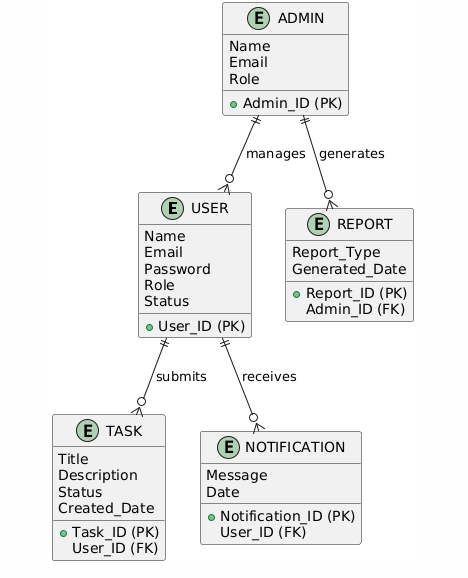 E ADMIN
Name
Email
Role
Admin_ID (PK)
manages
generates
E USER
Name
Email
Password
Role
Status
User_ID (PK)
E REPORT
Report_Type
Generated_Date
Report_ID (PK)
Admin_ID (FK)
submits
receives
E TASK
Title
Description
Status
Created_Date
Task_ID (PK)
User_ID (FK)
E NOTIFICATION
Message
Date
Notification_ID (PK)
User_ID (FK)